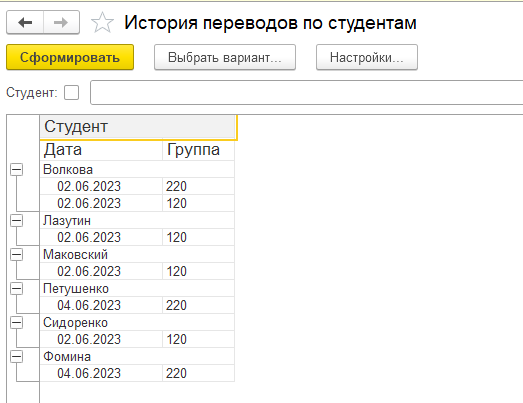 История переводов по студентам
Сформировать Выбрать вариант... Настройки...
Студент:
Студент
Дата Группа
Волкова
02.06.2023 220
02.06.2023 120
Лазутин
02.06.2023 120
Маковский
02.06.2023 120
Петушенко
04.06.2023 220
Сидоренко
02.06.2023 120
Фомина
04.06.2023 220